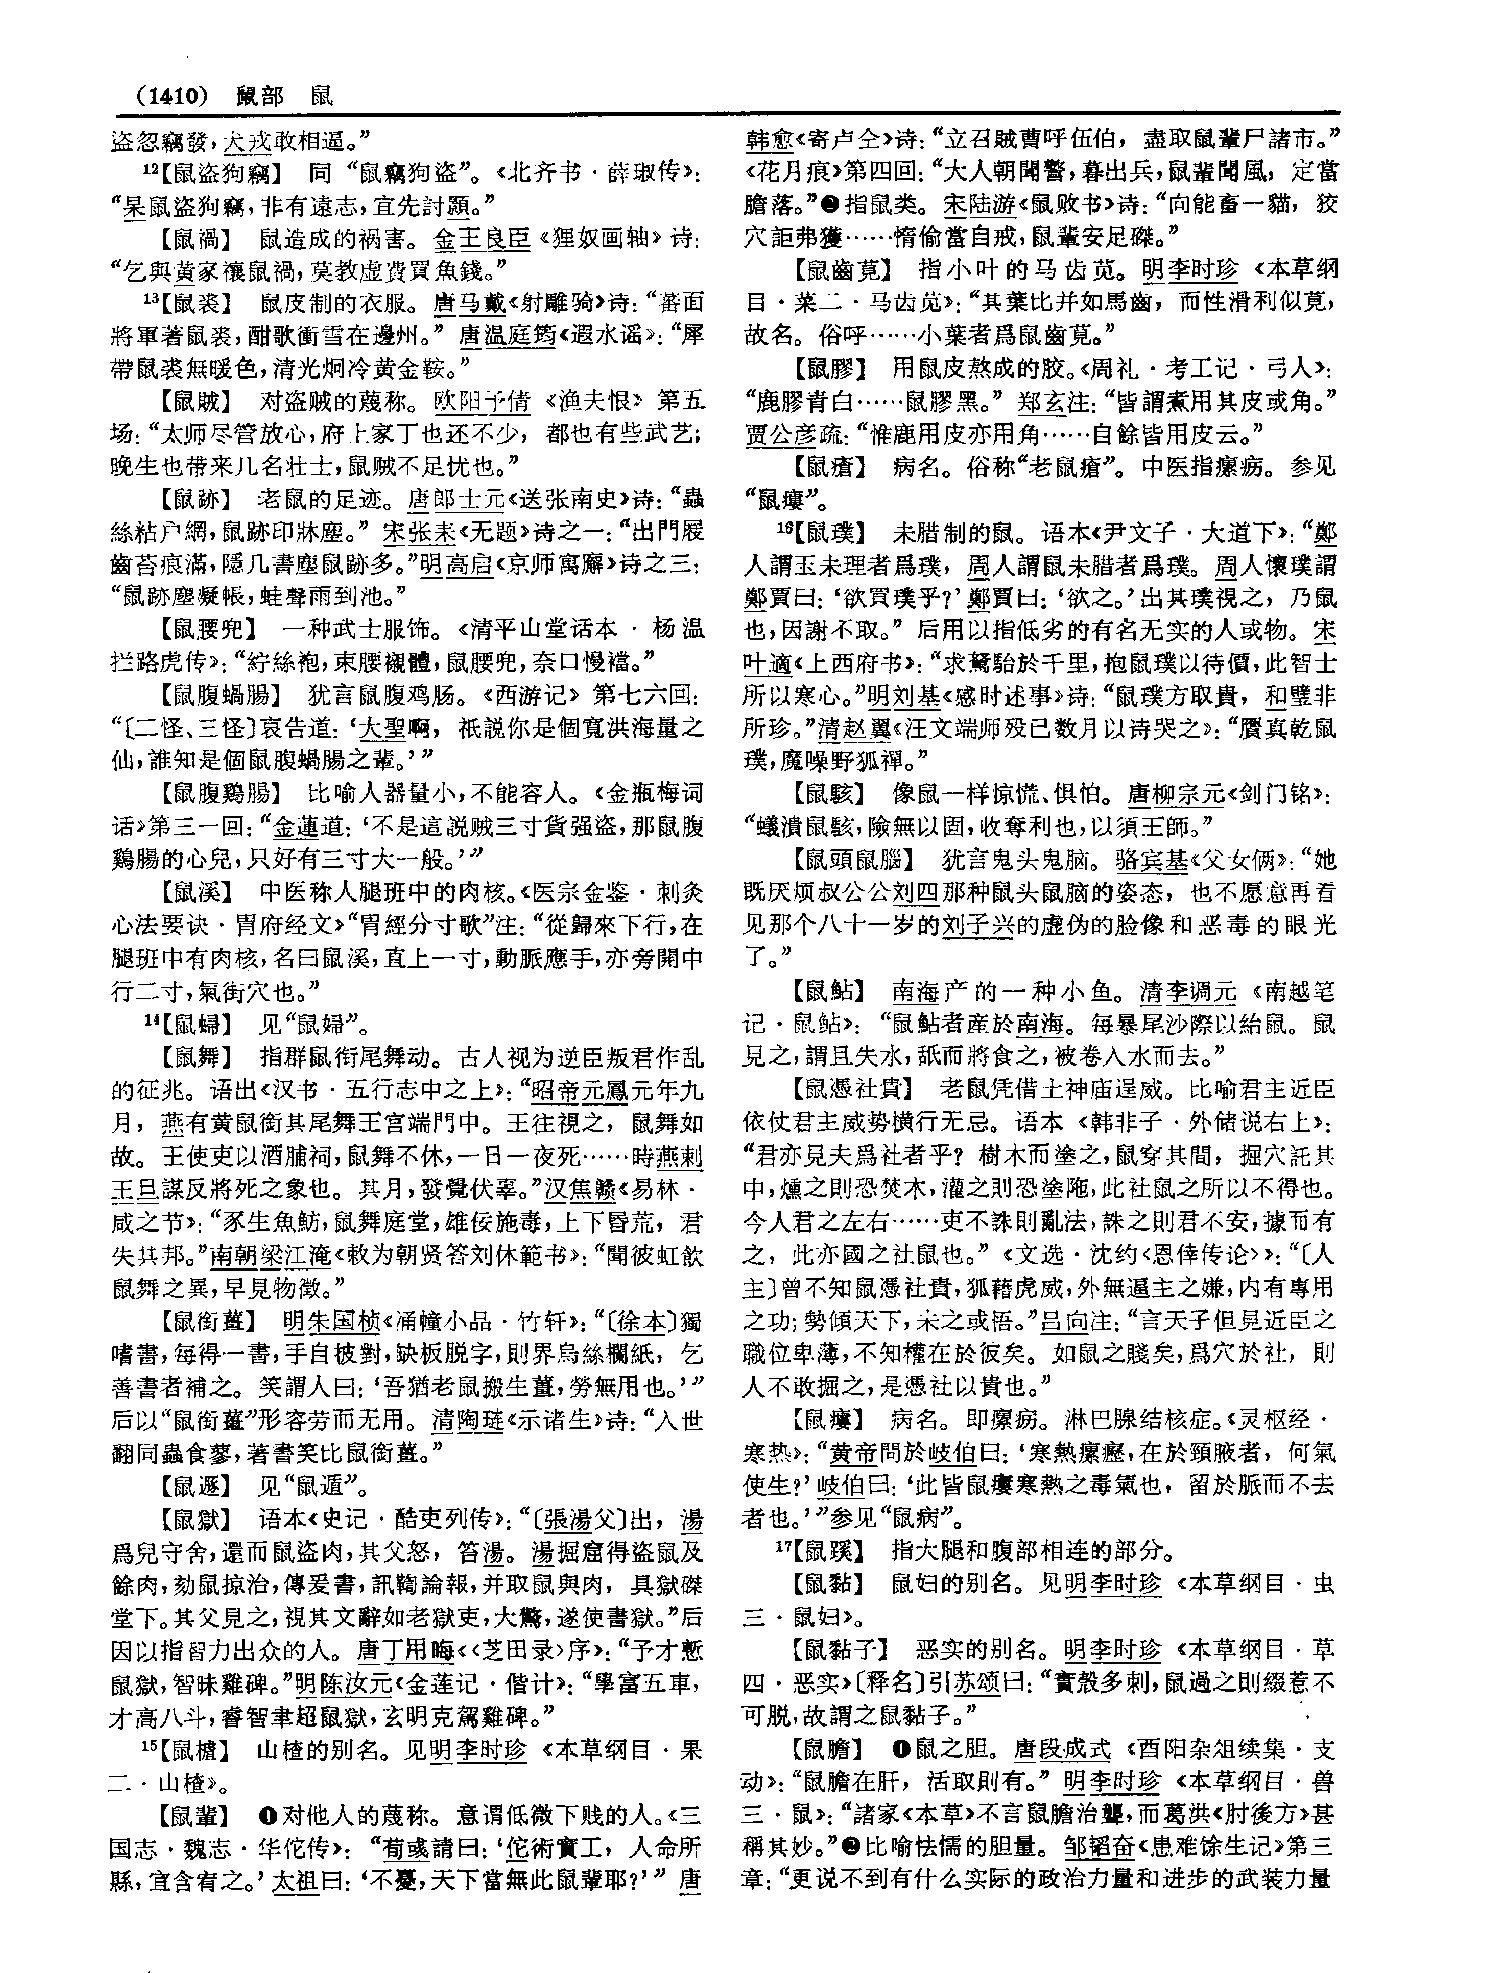 （1410） 鼠部 鼠
盜忽竊發，犬戎敢相逼。”
12【鼠盜狗竊】 同“鼠竊狗盜”。《北齐书·薛琡传》：
“杲鼠盜狗竊，非有遠志，宜先討顥。”
【鼠禍】 鼠造成的祸害。金王良臣《狸奴画轴》诗：
“乞與黄家禳鼠禍，莫教虚費買魚錢。”
13【鼠裘】 鼠皮制的衣服。唐马戴《射雕骑》诗：“蕃面
將軍著鼠裘，酣歌衝雪在邊州。”唐温庭筠《遐水谣》：“犀
帶鼠裘無暖色，清光炯冷黄金鞍。”
【鼠賊】 对盗贼的蔑称。欧阳予倩《渔夫恨》第五
场：“太师尽管放心，府上家丁也还不少，都也有些武艺；
晚生也带来几名壮士，鼠贼不足忧也。”
【鼠跡】 老鼠的足迹。唐郎士元《送张南史》诗：“蟲
絲粘户網，鼠跡印牀塵。”宋张耒《无题》诗之一：“出門屐
齒苔痕滿，隱几書塵鼠跡多。”明高启《京师寓廨》诗之三：
“鼠跡塵凝帳，蛙聲雨到池。”
【鼠腰兜】 一种武士服饰。《清平山堂话本·杨温
拦路虎传》：“紵絲袍，束腰襯體，鼠腰兜，奈口慢襠。”
【鼠腹蝸腸】 犹言鼠腹鸡肠。《西游记》第七六回：
“〔二怪、三怪〕哀告道：‘大聖啊，祇説你是個寬洪海量之
仙，誰知是個鼠腹蝸腸之輩。’”
【鼠腹鷄腸】 比喻人器量小，不能容人。《金瓶梅词
话》第三一回：“金蓮道：‘不是這説賊三寸貨强盜，那鼠腹
鷄腸的心兒，只好有三寸大一般。’”
【鼠溪】 中医称人腿班中的肉核。《医宗金鉴·刺灸
心法要诀·胃府经文》“胃經分寸歌”注：“從歸來下行，在
腿班中有肉核，名曰鼠溪，直上一寸，動脈應手，亦旁開中
行二寸，氣街穴也。”
14【鼠𡜱】 见“鼠婦”。
【鼠舞】 指群鼠衔尾舞动。古人视为逆臣叛君作乱
的征兆。语出《汉书·五行志中之上》：“昭帝元鳳元年九
月，燕有黄鼠銜其尾舞王宫端門中。王往視之，鼠舞如
故。王使吏以酒脯祠，鼠舞不休，一日一夜死……時燕剌
王旦謀反將死之象也。其月，發覺伏辜。”汉焦赣《易林·
咸之节》：“豕生魚魴，鼠舞庭堂，雄佞施毒，上下昏荒，君
失其邦。”南朝梁江淹《敕为朝贤答刘休範书》：“聞彼虹飲
鼠舞之異，早見物徵。”
【鼠銜薑】 明朱国桢《涌幢小品·竹轩》：“〔徐本〕獨
嗜書，每得一書，手自校對，缺板脱字，則界烏絲欄紙，乞
善書者補之。笑謂人曰：‘吾猶老鼠搬生薑，勞無用也。’”
后以“鼠銜薑”形容劳而无用。清陶琏《示诸生》诗：“入世
翻同蟲食蓼，著書笑比鼠銜薑。”
【鼠遯】 见“鼠遁”。
【鼠獄】 语本《史记·酷吏列传》：“〔張湯父〕出，湯
爲兒守舍，還而鼠盜肉，其父怒，笞湯。湯掘窟得盜鼠及
餘肉，劾鼠掠治，傳爰書，訊鞫論報，并取鼠與肉，具獄磔
堂下。其父見之，視其文辭如老獄吏，大驚，遂使書獄。”后
因以指智力出众的人。唐丁用晦《〈芝田录〉序》：“予才慙
鼠獄，智昧雞碑。”明陈汝元《金莲记·偕计》：“學富五車，
才高八斗，睿智聿超鼠獄，玄明克駕雞碑。”
15【鼠樝】 山楂的别名。见明李时珍《本草纲目·果
二·山楂》。
【鼠輩】 ❶对他人的蔑称。意谓低微下贱的人。《三
国志·魏志·华佗传》：“荀彧請曰：‘佗術實工，人命所
縣，宜含宥之。’太祖曰：‘不憂，天下當無此鼠輩耶？’”唐
韩愈《寄卢仝》诗：“立召賊曹呼伍伯，盡取鼠輩尸諸市。”
《花月痕》第四回：“大人朝聞警，暮出兵，鼠輩聞風，定當
膽落。”❷指鼠类。宋陆游《鼠败书》诗：“向能畜一貓，狡
穴詎弗獲……惰偷當自戒，鼠輩安足磔。”
【鼠齒莧】 指小叶的马齿苋。明李时珍《本草纲
目·菜二·马齿苋》：“其葉比并如馬齒，而性滑利似莧，
故名。俗呼……小葉者爲鼠齒莧。”
【鼠膠】 用鼠皮熬成的胶。《周礼·考工记·弓人》：
“鹿膠青白……鼠膠黑。”郑玄注：“皆謂煮用其皮或角。”
贾公彦疏：“惟鹿用皮亦用角……自餘皆用皮云。”
【鼠瘡】 病名。俗称“老鼠瘡”。中医指瘰疬。参见
“鼠瘻”。
16【鼠璞】 未腊制的鼠。语本《尹文子·大道下》：“鄭
人謂玉未理者爲璞，周人謂鼠未腊者爲璞。周人懷璞謂
鄭賈曰：‘欲買璞乎？’鄭賈曰：‘欲之。’出其璞視之，乃鼠
也，因謝不取。”后用以指低劣的有名无实的人或物。宋
叶適《上西府书》：“求駑駘於千里，抱鼠璞以待價，此智士
所以寒心。”明刘基《感时述事》诗：“鼠璞方取貴，和璧非
所珍。”清赵翼《汪文端师殁已数月以诗哭之》：“贋真乾鼠
璞，魔噪野狐禪。”
【鼠駭】 像鼠一样惊慌、惧怕。唐柳宗元《剑门铭》：
“蟻潰鼠駭，險無以固，收奪利也，以須王師。”
【鼠頭鼠腦】 犹言鬼头鬼脑。骆宾基《父女俩》：“她
既厌烦叔公公刘四那种鼠头鼠脑的姿态，也不愿意再看
见那个八十一岁的刘子兴的虚伪的脸像和恶毒的眼光
了。”
【鼠鮎】 南海产的一种小鱼。清李调元《南越笔
记·鼠鲇》：“鼠鮎者産於南海。每暴尾沙際以紿鼠。鼠
見之，謂且失水，舐而將食之，被卷入水而去。”
【鼠憑社貴】 老鼠凭借土神庙逞威。比喻君主近臣
依仗君主威势横行无忌。语本《韩非子·外储说右上》：
“君亦見夫爲社者乎？樹木而塗之，鼠穿其間，掘穴託其
中，燻之則恐焚木，灌之則恐塗阤，此社鼠之所以不得也。
今人君之左右……吏不誅則亂法，誅之則君不安，據而有
之，此亦國之社鼠也。”《文选·沈约〈恩倖传论〉》：“〔人
主〕曾不知鼠憑社貴，狐藉虎威，外無逼主之嫌，内有專用
之功；勢傾天下，未之或悟。”吕向注：“言天子但見近臣之
職位卑薄，不知權在於彼矣。如鼠之賤矣，爲穴於社，則
人不敢掘之，是憑社以貴也。”
【鼠瘻】 病名。即瘰疬。淋巴腺结核症。《灵枢经·
寒热》：“黄帝問於岐伯曰：‘寒熱瘰癧，在於頸腋者，何氣
使生？’岐伯曰：‘此皆鼠瘻寒熱之毒氣也，留於脈而不去
者也。’”参见“鼠病”。
17【鼠蹊】 指大腿和腹部相连的部分。
【鼠黏】 鼠妇的别名。见明李时珍《本草纲目·虫
三·鼠妇》。
【鼠黏子】 恶实的别名。明李时珍《本草纲目·草
四·恶实》〔释名〕引苏颂曰：“實殼多刺，鼠過之則綴惹不
可脱，故謂之鼠黏子。”
【鼠膽】 ❶鼠之胆。唐段成式《酉阳杂俎续集·支
动》：“鼠膽在肝，活取則有。”明李时珍《本草纲目·兽
三·鼠》：“諸家《本草》不言鼠膽治聾，而葛洪《肘後方》甚
稱其妙。”❷比喻怯懦的胆量。邹韬奋《患难馀生记》第三
章：“更说不到有什么实际的政治力量和进步的武装力量